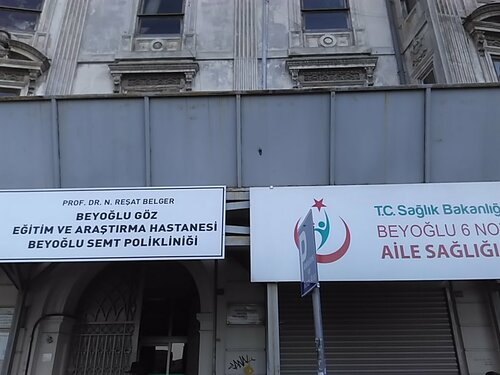 PROF. DR. N. REŞAT BELGER
BEYOĞLU GÖZ
EĞİTİM VE ARAŞTIRMA HASTANESİ
BEYOĞLU SEMT POLİKLİNİĞİ
T.C. Sağlık Bakanlığı
BEYOĞLU 6 NO
AİLE SAĞLIĞI